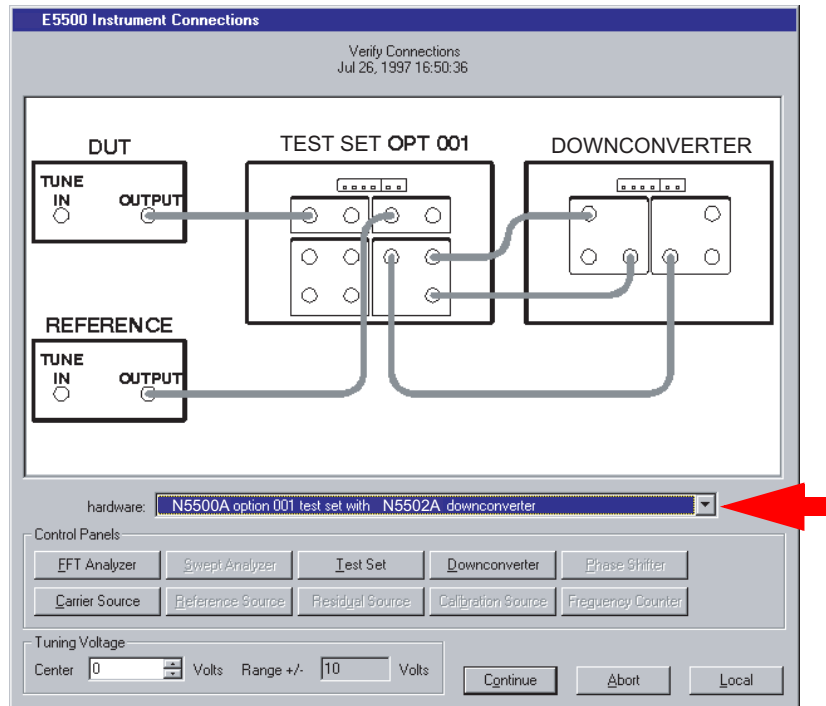 E5500 Instrument Connections
Verify Connections
Jul 26, 1997 16:50:36
DUT
TEST SET OPT 001
DOWNCONVERTER
TUNE
IN
OUTPUT
REFERENCE
TUNE
IN
OUTPUT
hardware: N5500A option 001 test set with N5502A downconverter
Control Panels
FFT Analyzer Swept Analyzer Test Set Downconverter Phase Shifter
Carrier Source Reference Source Residual Source Calibration Source Frequency Counter
Tuning Voltage
Center 0 Volts Range +/- 10 Volts
Continue Abort Local